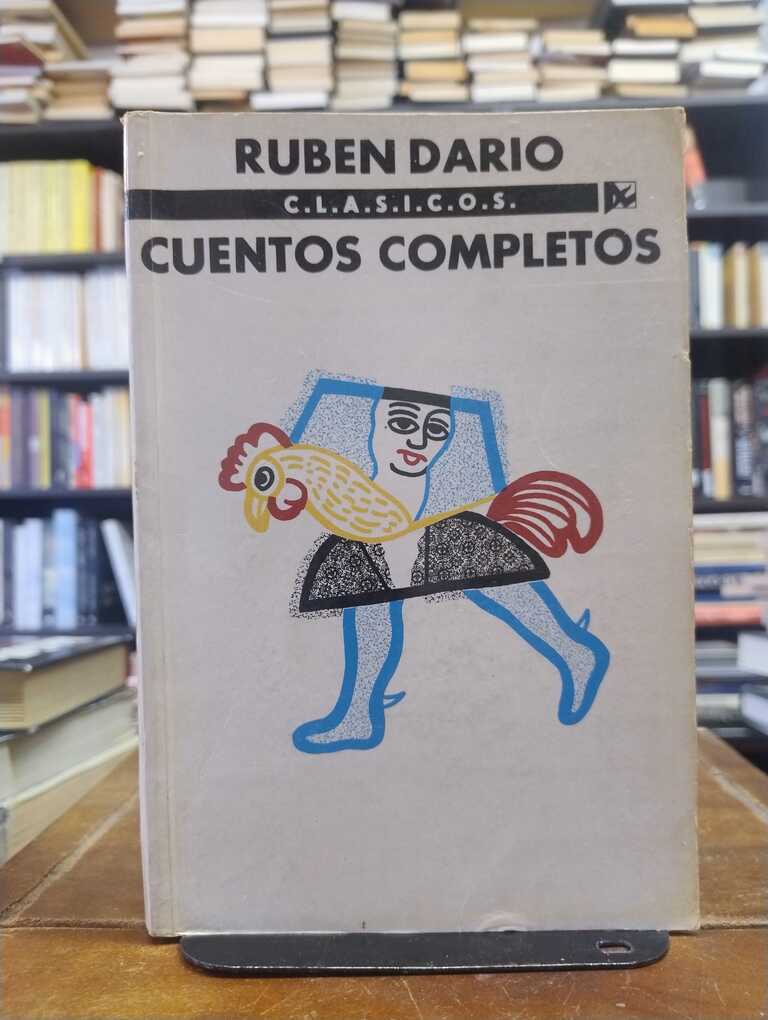 RUBEN DARIO
C.L.A.S.I.C.O.S.
CUENTOS COMPLETOS